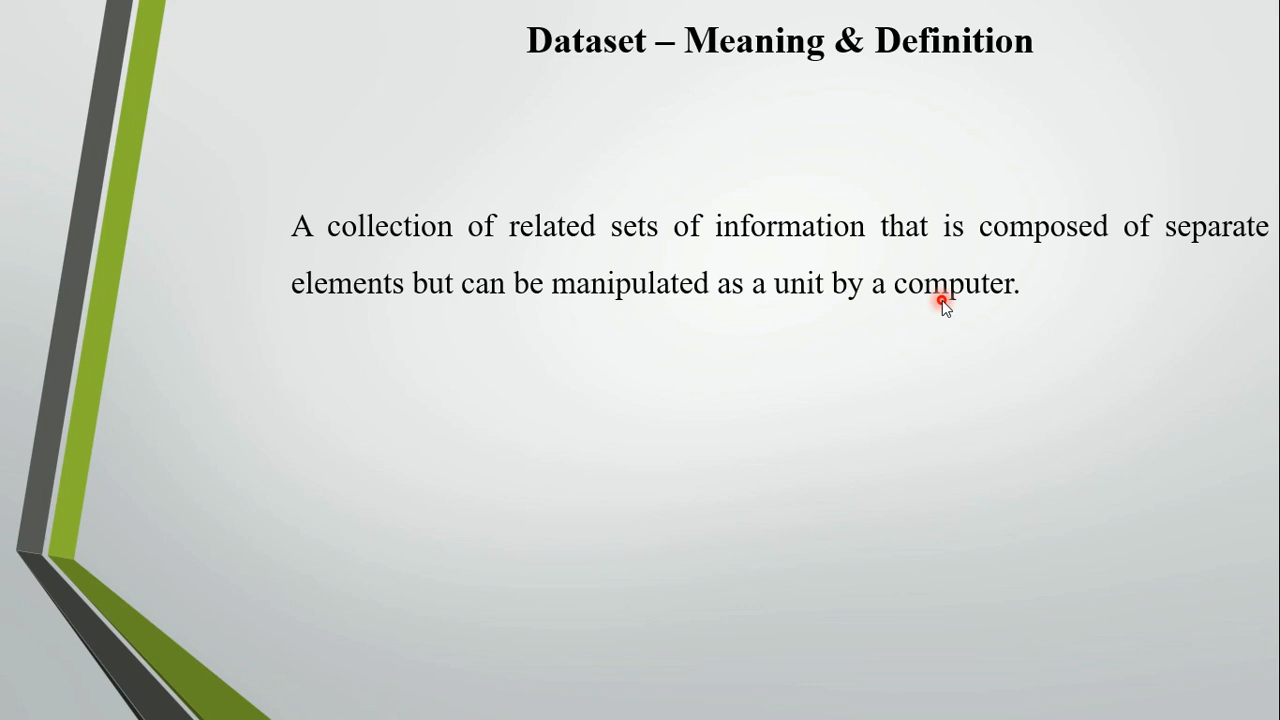 Dataset – Meaning & Definition
A collection of related sets of information that is composed of separate
elements but can be manipulated as a unit by a computer.